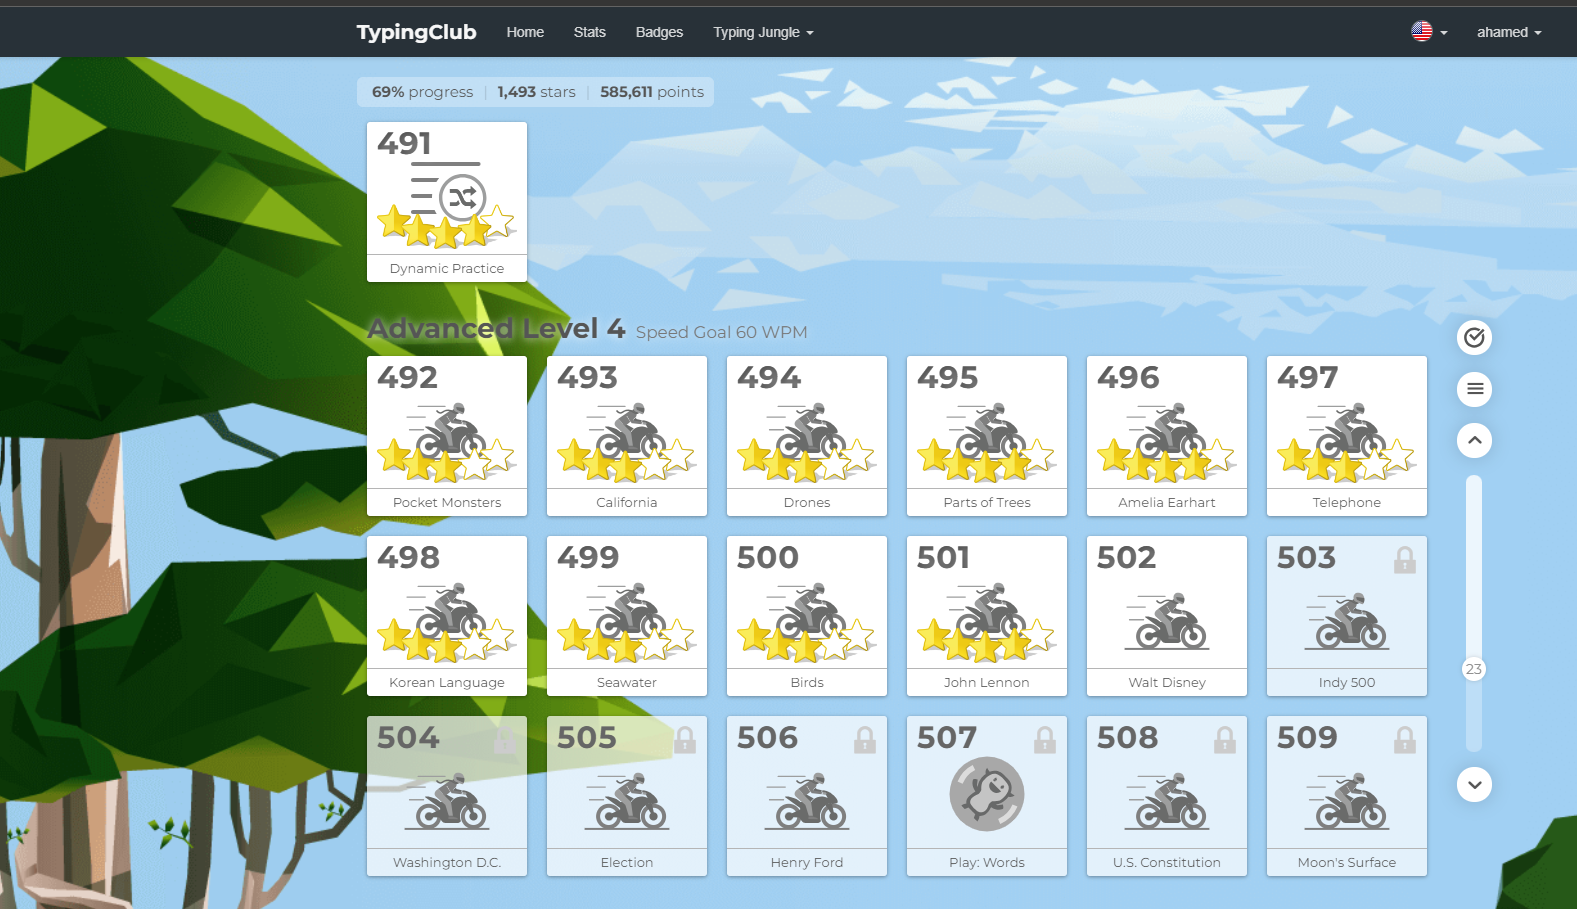 TypingClub Home Stats Badges Typing Jungle ahamed
69% progress 1,493 stars 585,611 points
491
Dynamic Practice
Advanced Level 4 Speed Goal 60 WPM
492 493 494 495 496 497
Pocket Monsters California Drones Parts of Trees Amelia Earhart Telephone
498 499 500 501 502 503
Korean Language Seawater Birds John Lennon Walt Disney Indy 500
23
504 505 506 507 508 509
Washington D.C. Election Henry Ford Play: Words U.S. Constitution Moon's Surface